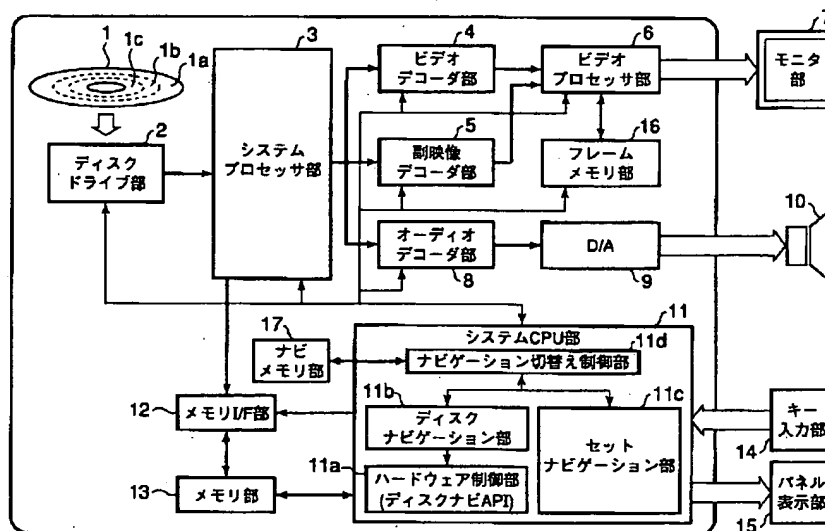 1
1c
1b
1a
2
ディスク
ドライブ部
3
システム
プロセッサ部
4
ビデオ
デコーダ部
5
副映像
デコーダ部
オーディオ
デコーダ部
8
6
ビデオ
プロセッサ部
16
フレーム
メモリ部
D/A
9
7
モニタ
部
10
11
システムCPU部
11d
ナビゲーション切替え制御部
17
ナビ
メモリ部
11b
ディスク
ナビゲーション部
11c
セット
ナビゲーション部
11a
ハードウェア制御部
(ディスクナビAPI)
12
メモリI/F部
13
メモリ部
キー
入力部
14
パネル
表示部
15